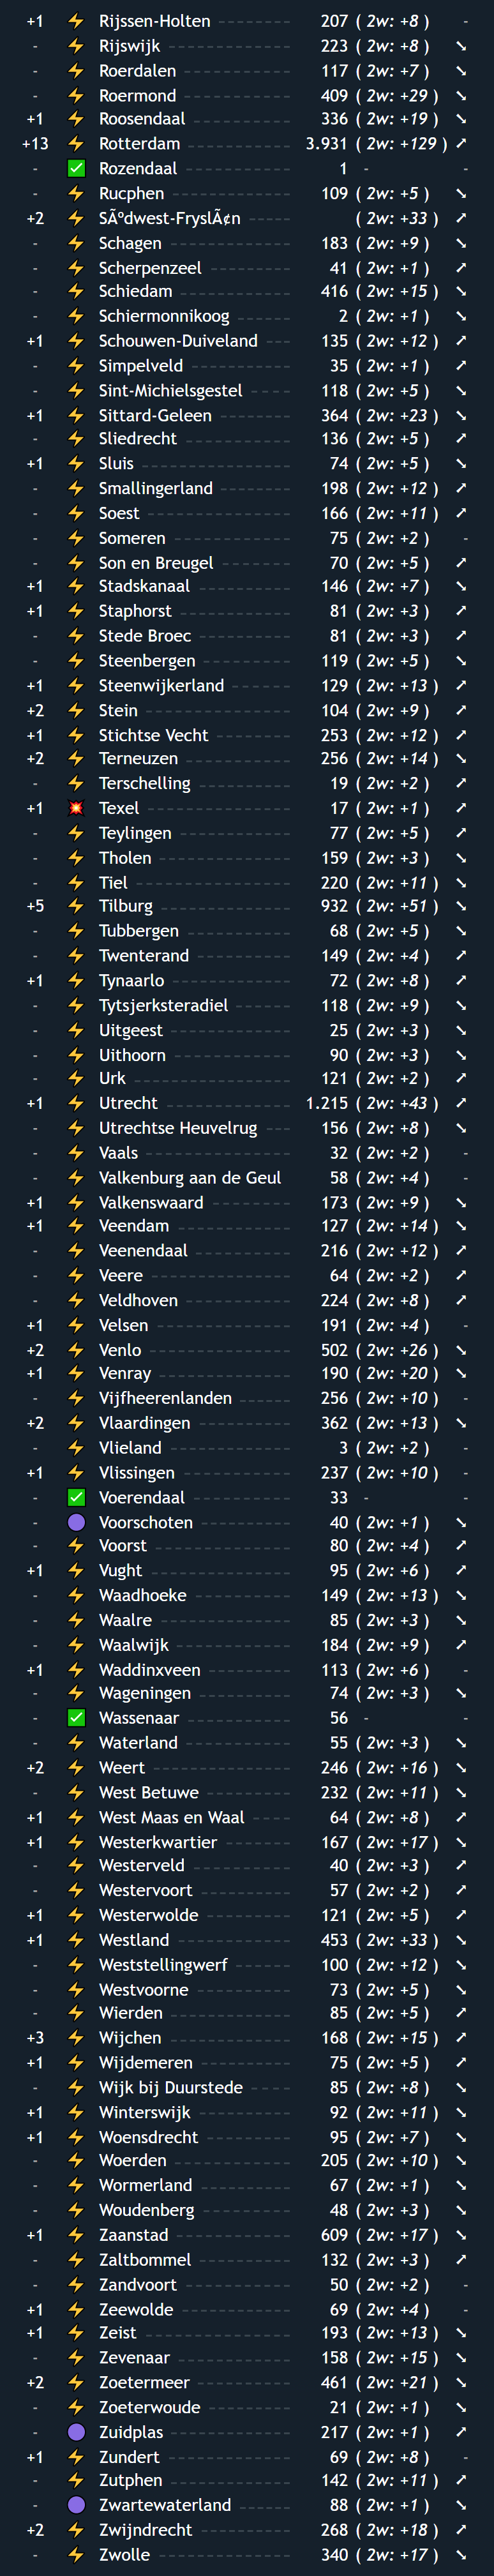 +1 ⚡ Rijssen-Holten 207 ( 2w: +8 ) -
- ⚡ Rijswijk 223 ( 2w: +8 ) ➘
- ⚡ Roerdalen 117 ( 2w: +7 ) ➘
- ⚡ Roermond 409 ( 2w: +29 ) ➘
+1 ⚡ Roosendaal 336 ( 2w: +19 ) ➘
+13 ⚡ Rotterdam 3.931 ( 2w: +129 ) ➚
- ✅ Rozendaal 1 - -
- ⚡ Rucphen 109 ( 2w: +5 ) ➘
+2 ⚡ SÃºdwest-FryslÃ¢n ( 2w: +33 ) ➚
- ⚡ Schagen 183 ( 2w: +9 ) ➘
- ⚡ Scherpenzeel 41 ( 2w: +1 ) ➚
- ⚡ Schiedam 416 ( 2w: +15 ) ➘
- ⚡ Schiermonnikoog 2 ( 2w: +1 ) ➘
+1 ⚡ Schouwen-Duiveland 135 ( 2w: +12 ) ➚
- ⚡ Simpelveld 35 ( 2w: +1 ) ➚
- ⚡ Sint-Michielsgestel 118 ( 2w: +5 ) ➘
+1 ⚡ Sittard-Geleen 364 ( 2w: +23 ) ➘
- ⚡ Sliedrecht 136 ( 2w: +5 ) ➚
+1 ⚡ Sluis 74 ( 2w: +5 ) ➘
- ⚡ Smallingerland 198 ( 2w: +12 ) ➚
- ⚡ Soest 166 ( 2w: +11 ) ➚
- ⚡ Someren 75 ( 2w: +2 ) -
- ⚡ Son en Breugel 70 ( 2w: +5 ) ➚
+1 ⚡ Stadskanaal 146 ( 2w: +7 ) ➘
+1 ⚡ Staphorst 81 ( 2w: +3 ) ➚
- ⚡ Stede Broec 81 ( 2w: +3 ) ➚
- ⚡ Steenbergen 119 ( 2w: +5 ) ➘
+1 ⚡ Steenwijkerland 129 ( 2w: +13 ) ➚
+2 ⚡ Stein 104 ( 2w: +9 ) ➚
+1 ⚡ Stichtse Vecht 253 ( 2w: +12 ) ➚
+2 ⚡ Terneuzen 256 ( 2w: +14 ) ➘
- ⚡ Terschelling 19 ( 2w: +2 ) ➚
+1 💥 Texel 17 ( 2w: +1 ) ➚
- ⚡ Teylingen 77 ( 2w: +5 ) ➚
- ⚡ Tholen 159 ( 2w: +3 ) ➘
- ⚡ Tiel 220 ( 2w: +11 ) ➘
+5 ⚡ Tilburg 932 ( 2w: +51 ) ➘
- ⚡ Tubbergen 68 ( 2w: +5 ) ➘
- ⚡ Twenterand 149 ( 2w: +4 ) ➚
+1 ⚡ Tynaarlo 72 ( 2w: +8 ) ➚
- ⚡ Tytsjerksteradiel 118 ( 2w: +9 ) ➘
- ⚡ Uitgeest 25 ( 2w: +3 ) ➘
- ⚡ Uithoorn 90 ( 2w: +3 ) ➘
- ⚡ Urk 121 ( 2w: +2 ) ➚
+1 ⚡ Utrecht 1.215 ( 2w: +43 ) ➚
- ⚡ Utrechtse Heuvelrug 156 ( 2w: +8 ) ➘
- ⚡ Vaals 32 ( 2w: +2 ) -
- ⚡ Valkenburg aan de Geul 58 ( 2w: +4 ) -
+1 ⚡ Valkenswaard 173 ( 2w: +9 ) ➘
+1 ⚡ Veendam 127 ( 2w: +14 ) ➘
- ⚡ Veenendaal 216 ( 2w: +12 ) ➚
- ⚡ Veere 64 ( 2w: +2 ) ➚
- ⚡ Veldhoven 224 ( 2w: +8 ) ➚
+1 ⚡ Velsen 191 ( 2w: +4 ) -
+2 ⚡ Venlo 502 ( 2w: +26 ) ➘
+1 ⚡ Venray 190 ( 2w: +20 ) ➘
- ⚡ Vijfheerenlanden 256 ( 2w: +10 ) -
+2 ⚡ Vlaardingen 362 ( 2w: +13 ) ➘
- ⚡ Vlieland 3 ( 2w: +2 ) -
+1 ⚡ Vlissingen 237 ( 2w: +10 ) -
- ✅ Voerendaal 33 - -
- 🟣 Voorschoten 40 ( 2w: +1 ) ➘
- ⚡ Voorst 80 ( 2w: +4 ) ➚
+1 ⚡ Vught 95 ( 2w: +6 ) ➚
- ⚡ Waadhoeke 149 ( 2w: +13 ) ➘
- ⚡ Waalre 85 ( 2w: +3 ) ➘
- ⚡ Waalwijk 184 ( 2w: +9 ) ➚
+1 ⚡ Waddinxveen 113 ( 2w: +6 ) -
- ⚡ Wageningen 74 ( 2w: +3 ) ➘
- ✅ Wassenaar 56 - -
- ⚡ Waterland 55 ( 2w: +3 ) ➘
+2 ⚡ Weert 246 ( 2w: +16 ) ➘
- ⚡ West Betuwe 232 ( 2w: +11 ) ➘
+1 ⚡ West Maas en Waal 64 ( 2w: +8 ) ➚
+1 ⚡ Westerkwartier 167 ( 2w: +17 ) ➘
- ⚡ Westerveld 40 ( 2w: +3 ) ➚
- ⚡ Westervoort 57 ( 2w: +2 ) ➚
+1 ⚡ Westerwolde 121 ( 2w: +5 ) ➚
+1 ⚡ Westland 453 ( 2w: +33 ) ➘
- ⚡ Weststellingwerf 100 ( 2w: +12 ) ➘
- ⚡ Westvoorne 73 ( 2w: +5 ) ➘
- ⚡ Wierden 85 ( 2w: +5 ) ➚
+3 ⚡ Wijchen 168 ( 2w: +15 ) ➚
+1 ⚡ Wijdemeren 75 ( 2w: +5 ) ➚
- ⚡ Wijk bij Duurstede 85 ( 2w: +8 ) ➘
+1 ⚡ Winterswijk 92 ( 2w: +11 ) ➘
+1 ⚡ Woensdrecht 95 ( 2w: +7 ) ➘
- ⚡ Woerden 205 ( 2w: +10 ) ➘
- ⚡ Wormerland 67 ( 2w: +1 ) ➘
- ⚡ Woudenberg 48 ( 2w: +3 ) ➘
+1 ⚡ Zaanstad 609 ( 2w: +17 ) ➘
- ⚡ Zaltbommel 132 ( 2w: +3 ) ➚
- ⚡ Zandvoort 50 ( 2w: +2 ) -
+1 ⚡ Zeewolde 69 ( 2w: +4 ) -
+1 ⚡ Zeist 193 ( 2w: +13 ) ➘
- ⚡ Zevenaar 158 ( 2w: +15 ) ➘
+2 ⚡ Zoetermeer 461 ( 2w: +21 ) ➘
- ⚡ Zoeterwoude 21 ( 2w: +1 ) ➘
- 🟣 Zuidplas 217 ( 2w: +1 ) ➚
+1 ⚡ Zundert 69 ( 2w: +8 ) -
- ⚡ Zutphen 142 ( 2w: +11 ) ➚
- 🟣 Zwartewaterland 88 ( 2w: +1 ) ➘
+2 ⚡ Zwijndrecht 268 ( 2w: +18 ) ➚
- ⚡ Zwolle 340 ( 2w: +17 ) ➘